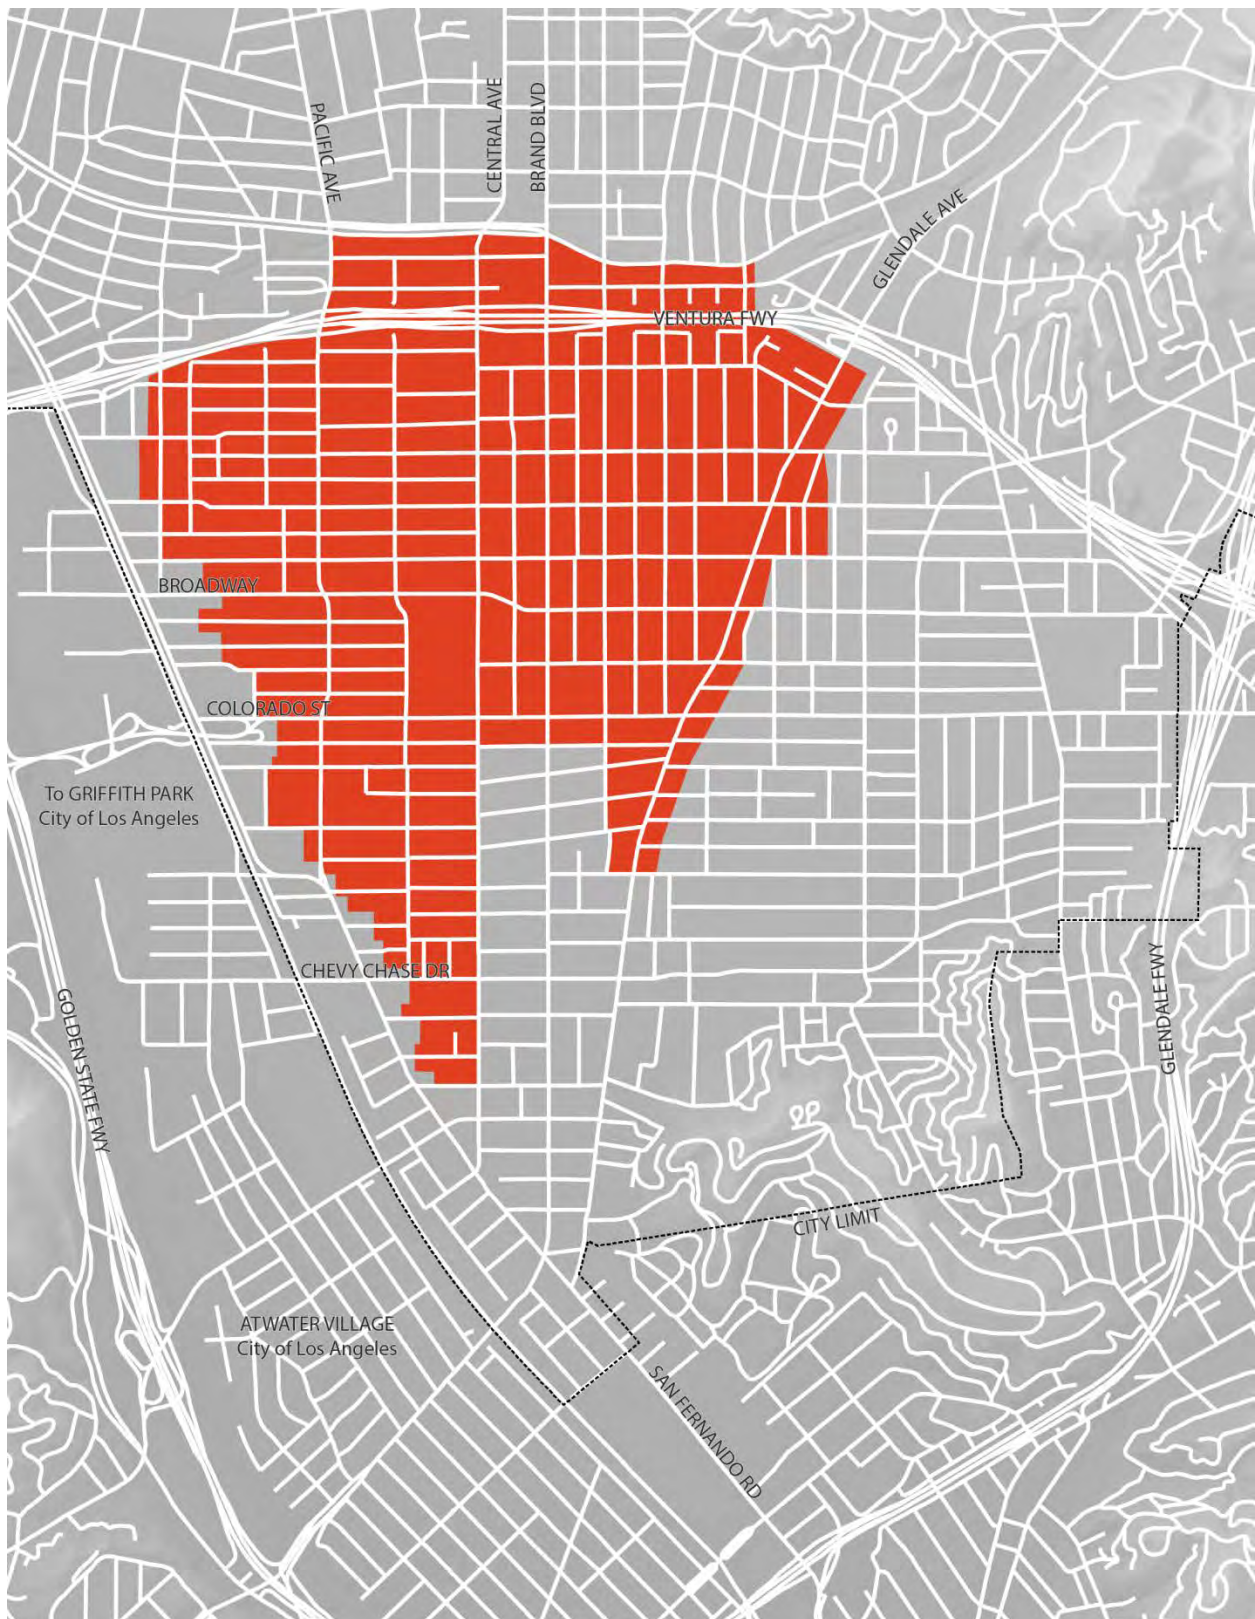 PACIFIC AVE
CENTRAL AVE
BRAND BLVD
GLENDALE AVE
VENTURA FWY
BROADWAY
COLORADO ST
To GRIFFITH PARK
City of Los Angeles
CHEVY CHASE DR
GOLDEN STATE FWY
GLENDALE FWY
CITY LIMIT
ATWATER VILLAGE
City of Los Angeles
SAN FERNANDO RD